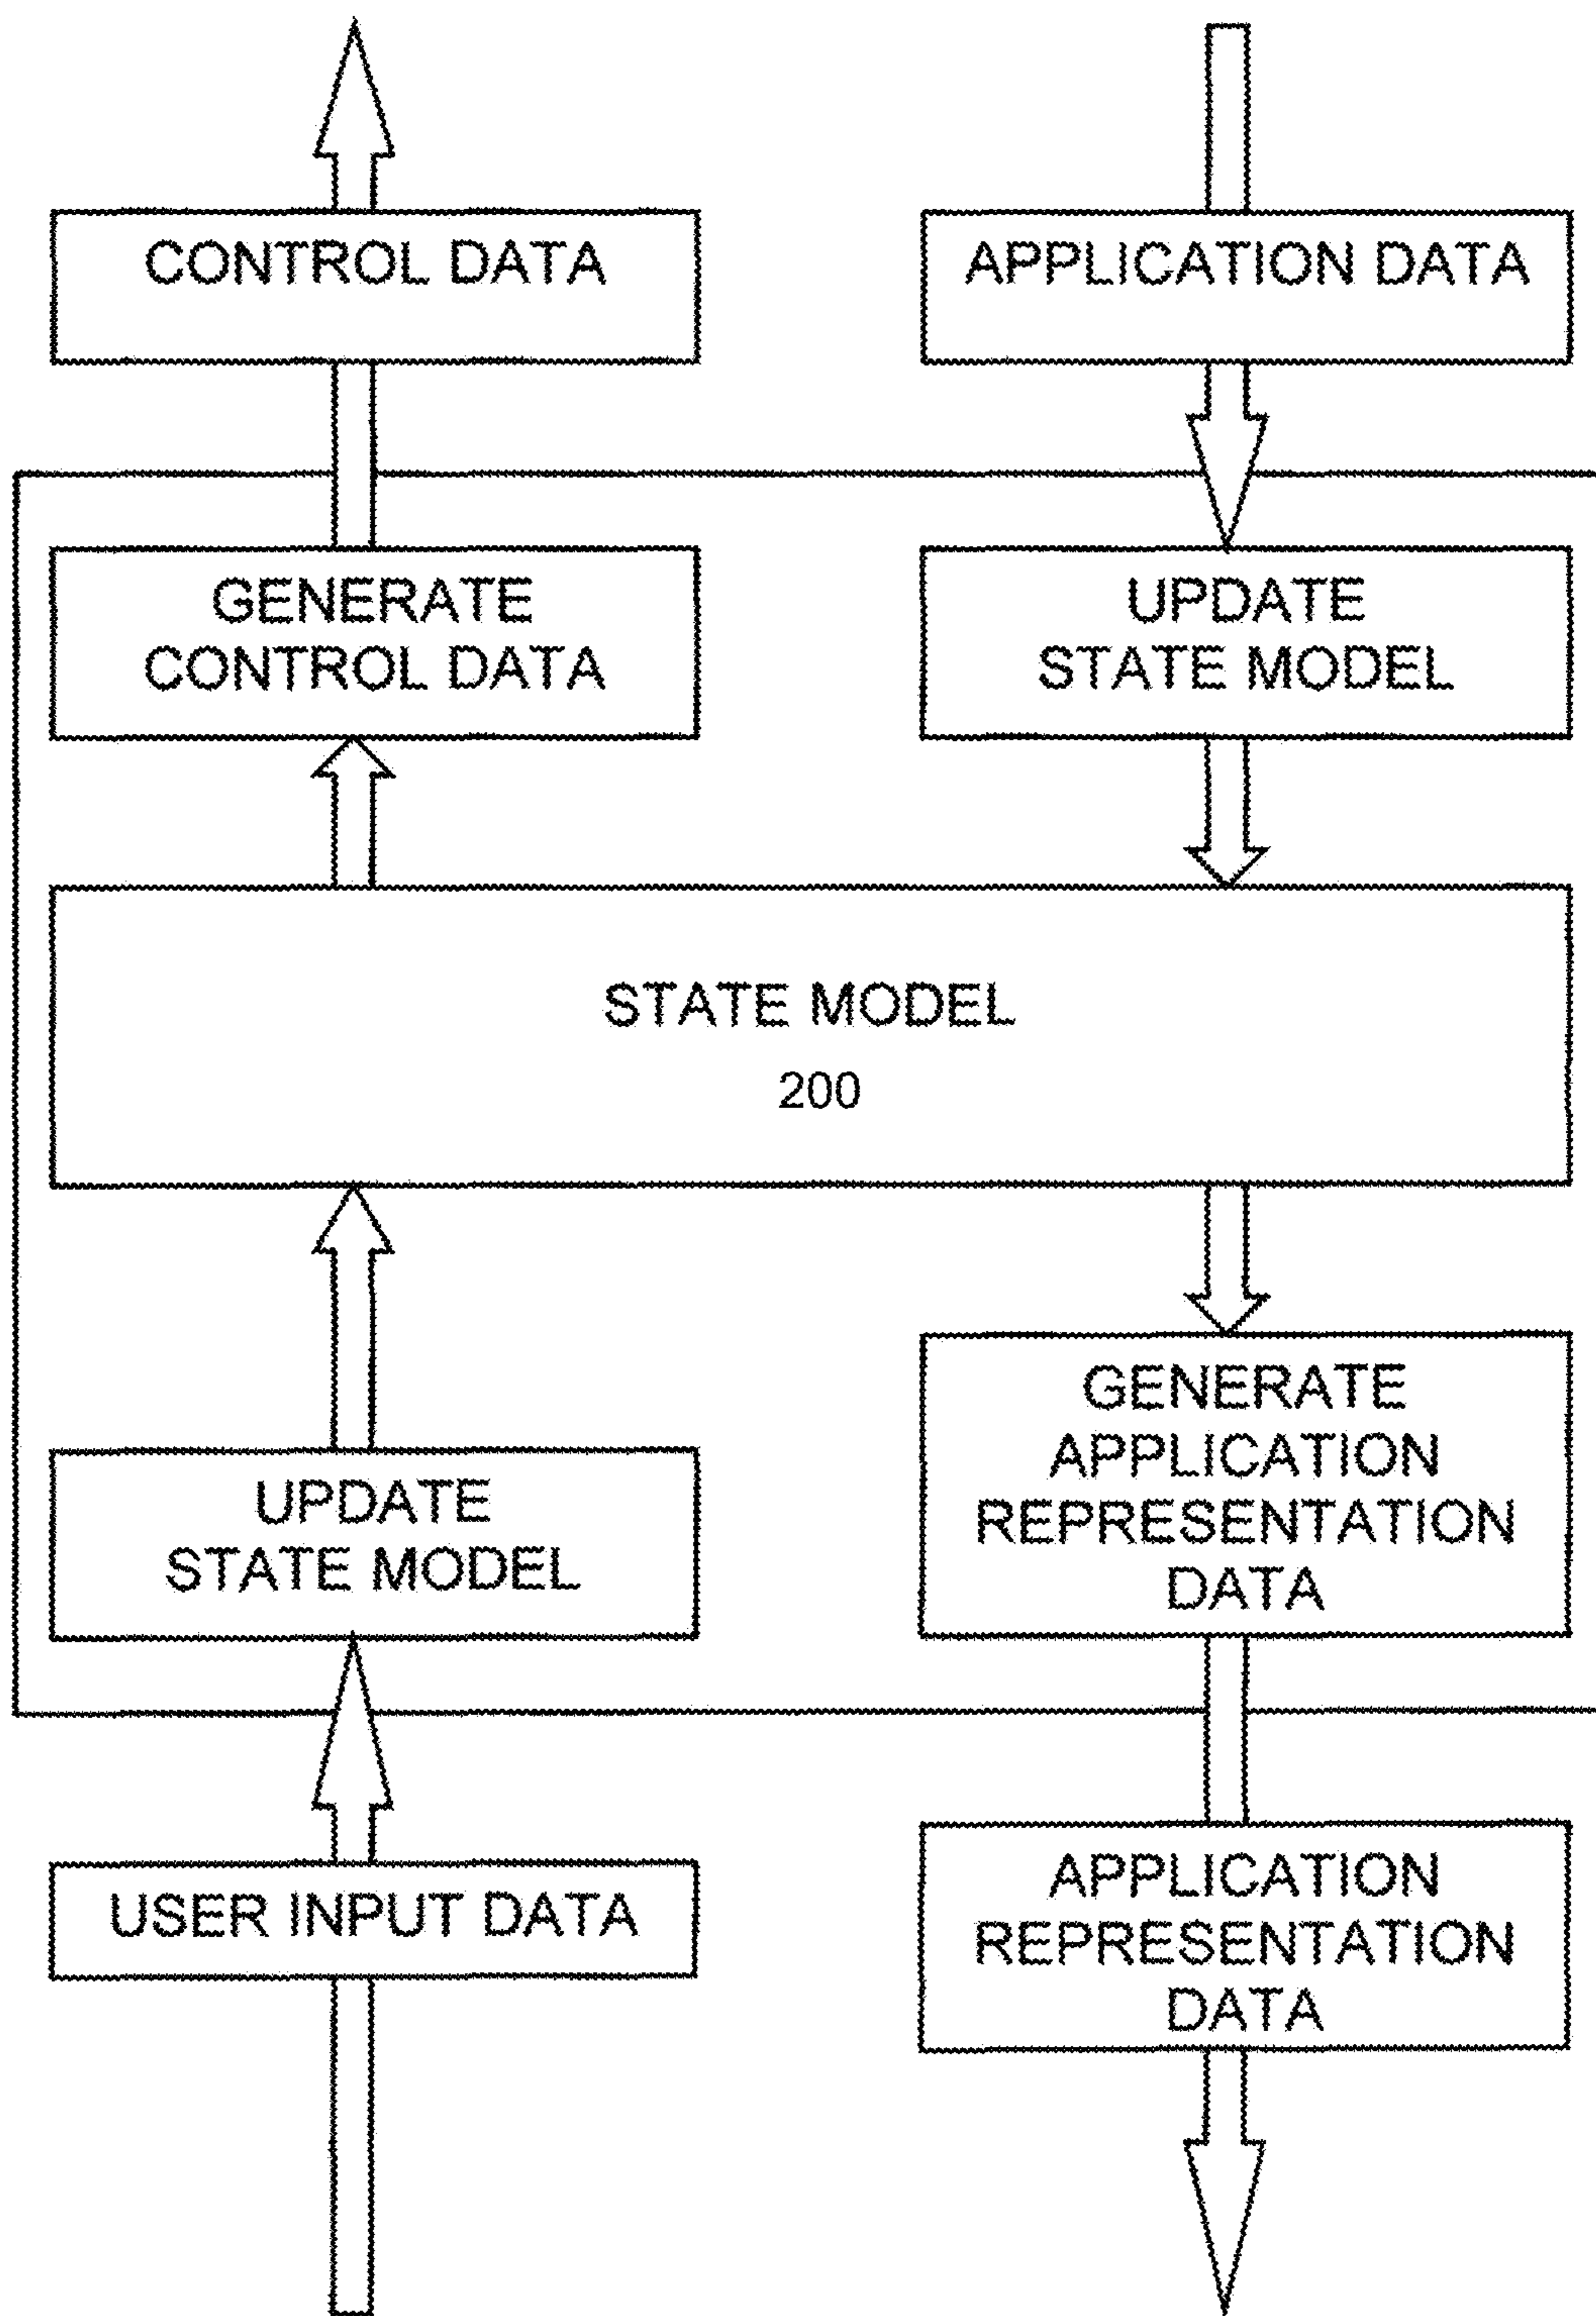 CONTROL DATA
APPLICATION DATA
GENERATE
CONTROL DATA
UPDATE
STATE MODEL
STATE MODEL
200
UPDATE
STATE MODEL
GENERATE
APPLICATION
REPRESENTATION
DATA
USER INPUT DATA
APPLICATION
REPRESENTATION
DATA